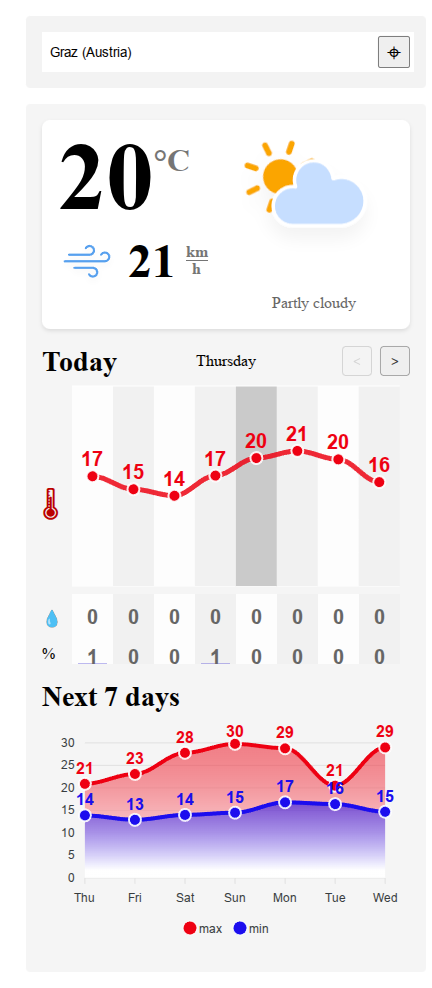 Graz (Austria)
20°C
21 km/h
Partly cloudy
Today Thursday < >
17 15 14 17 20 21 20 16
0 0 0 0 0 0 0 0
% 1 0 0 1 0 0 0 0
Next 7 days
30
25
20
15
10
5
0
21 23 28 30 29 21 29
14 13 14 15 17 16 15
Thu Fri Sat Sun Mon Tue Wed
max min